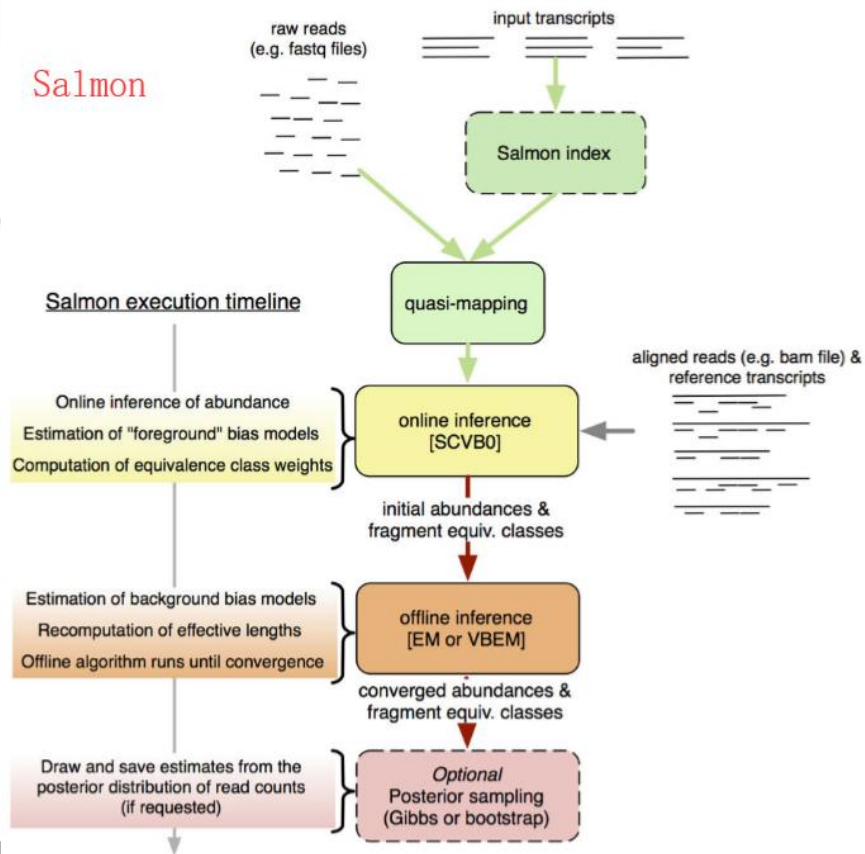 Salmon
raw reads
(e.g. fastq files)
input transcripts
Salmon index
quasi-mapping
Salmon execution timeline
aligned reads (e.g. bam file) &
reference transcripts
Online inference of abundance
Estimation of "foreground" bias models
Computation of equivalence class weights
online inference
[SCVB0]
initial abundances &
fragment equiv. classes
Estimation of background bias models
Recomputation of effective lengths
Offline algorithm runs until convergence
offline inference
[EM or VBEM]
converged abundances &
fragment equiv. classes
Draw and save estimates from the
posterior distribution of read counts
(if requested)
Optional
Posterior sampling
(Gibbs or bootstrap)